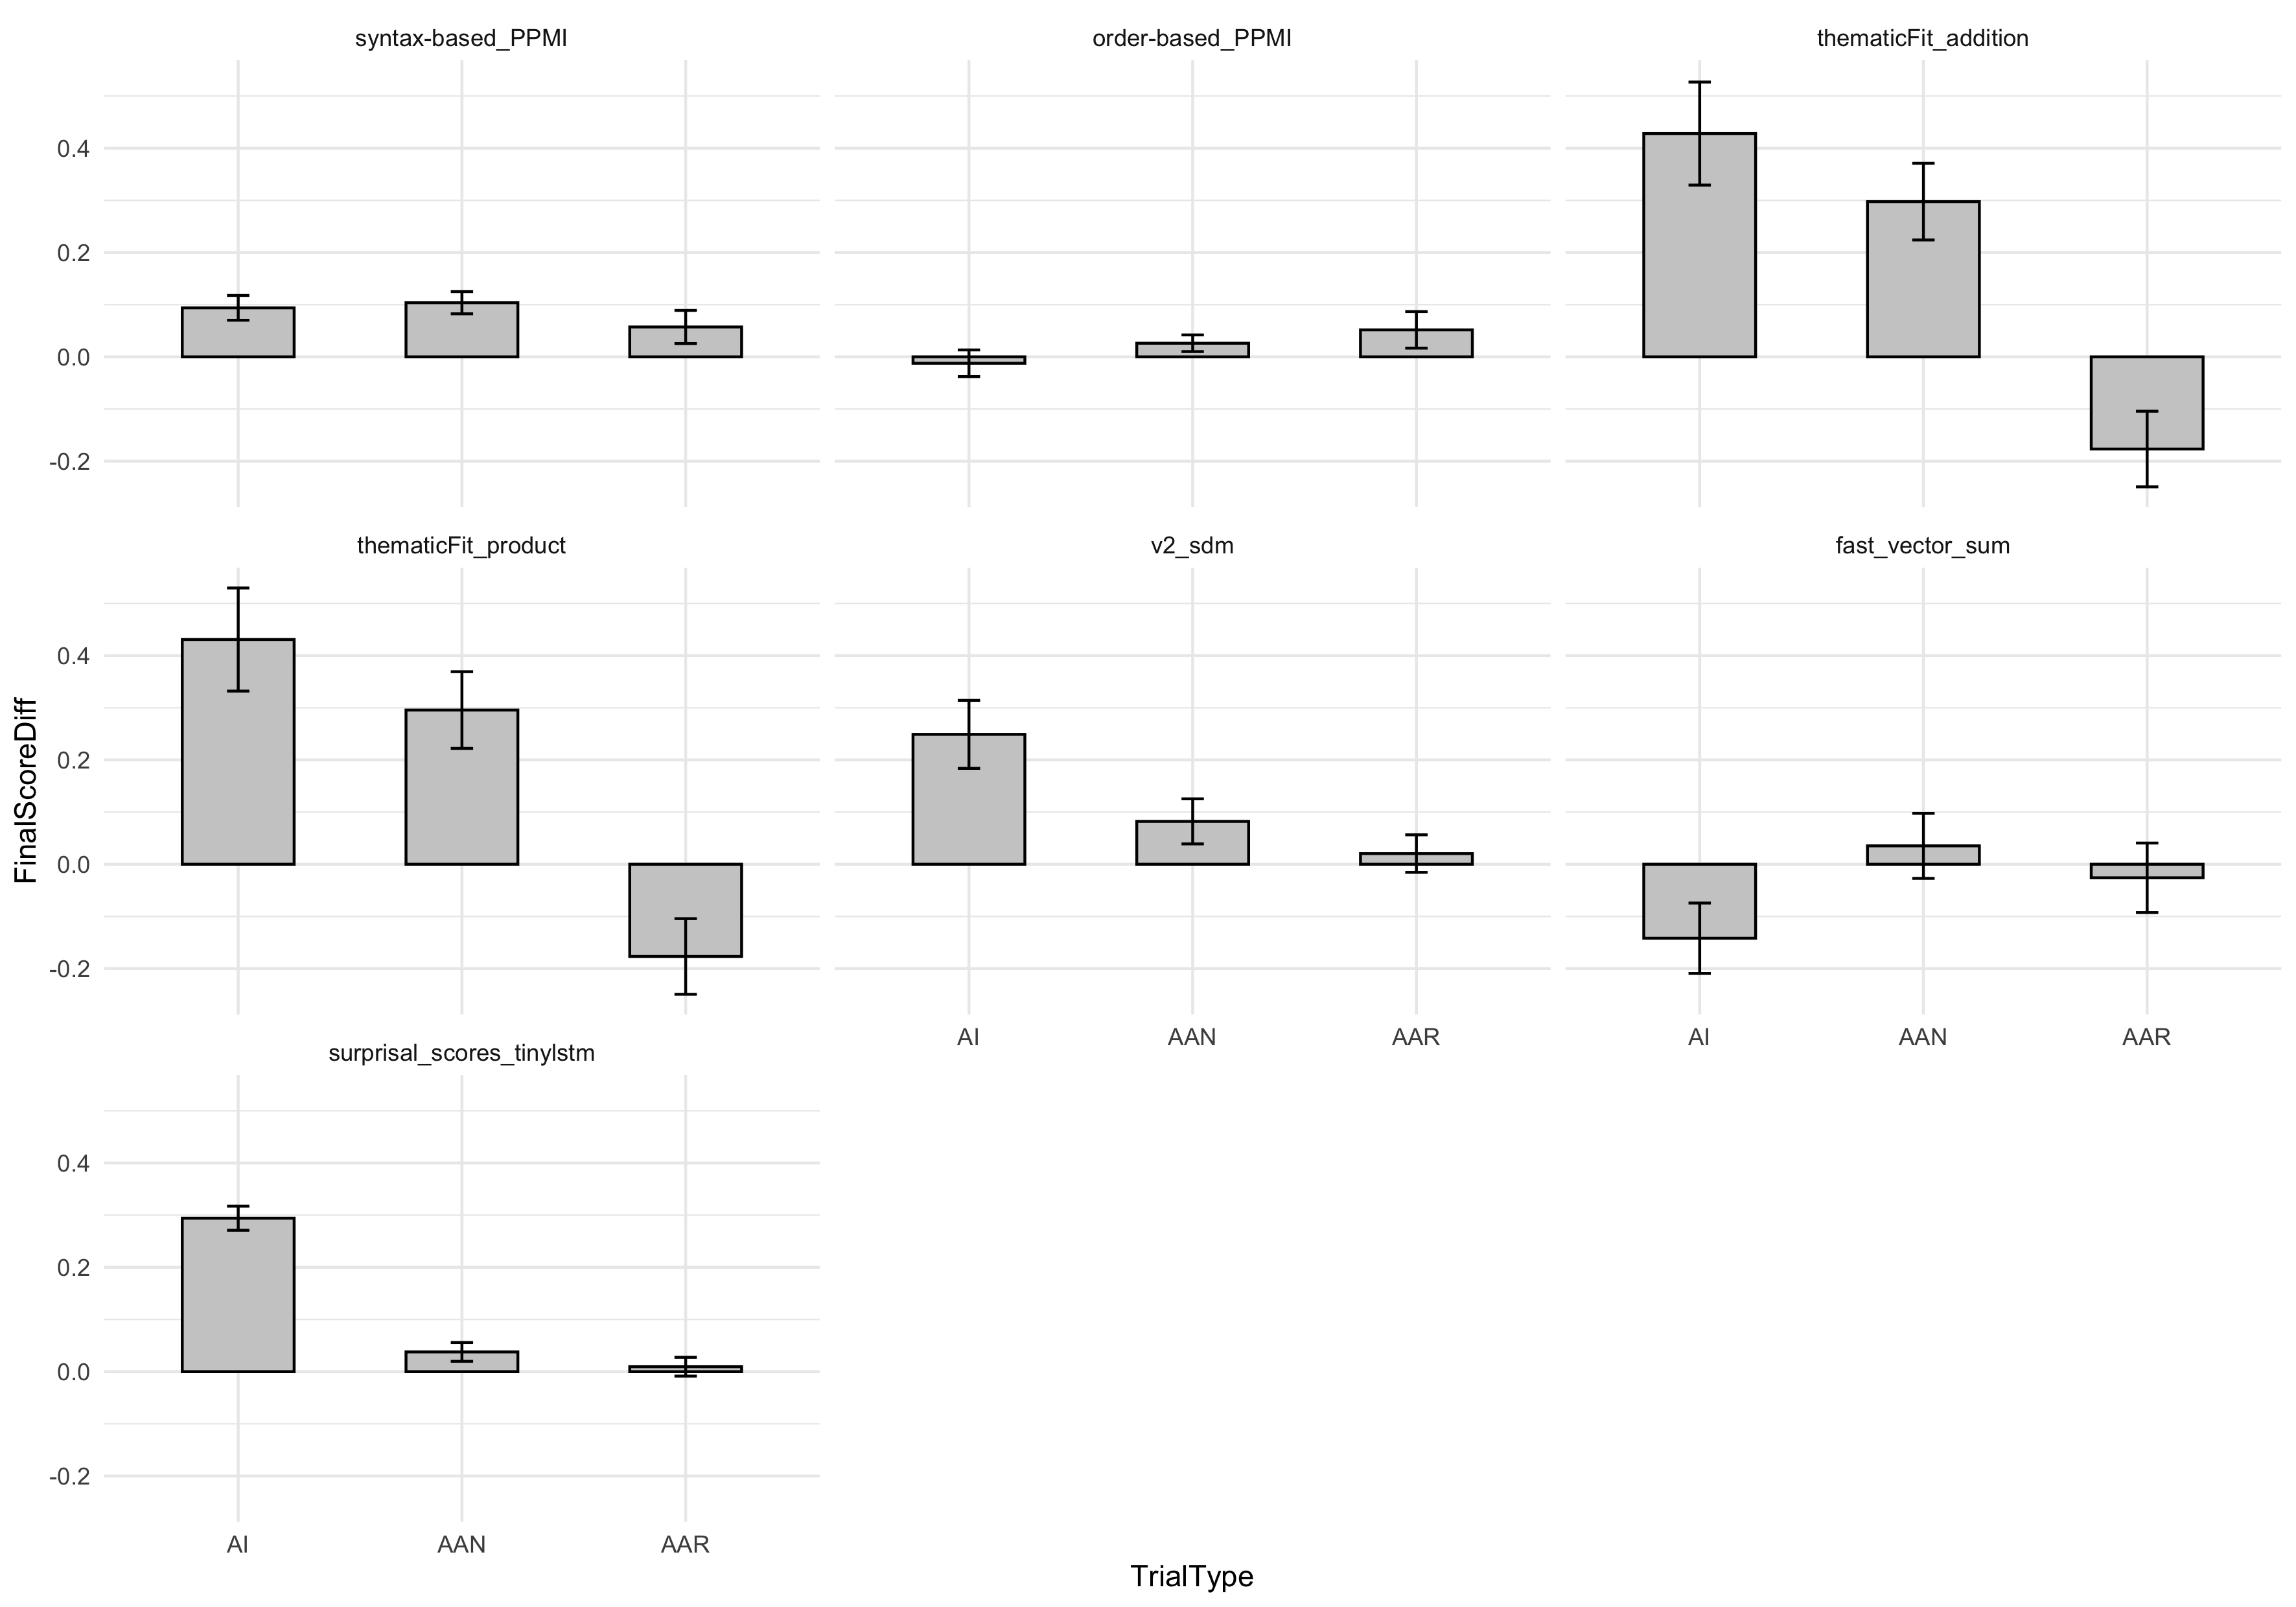 syntax-based_PPMI
order-based_PPMI
thematicFit_addition
0.4
0.2
0.0
-0.2
thematicFit_product
v2_sdm
fast_vector_sum
0.4
0.2
0.0
-0.2
FinalScoreDiff
AI
AAN
AAR
AI
AAN
AAR
surprisal_scores_tinylstm
0.4
0.2
0.0
-0.2
AI
AAN
AAR
TrialType